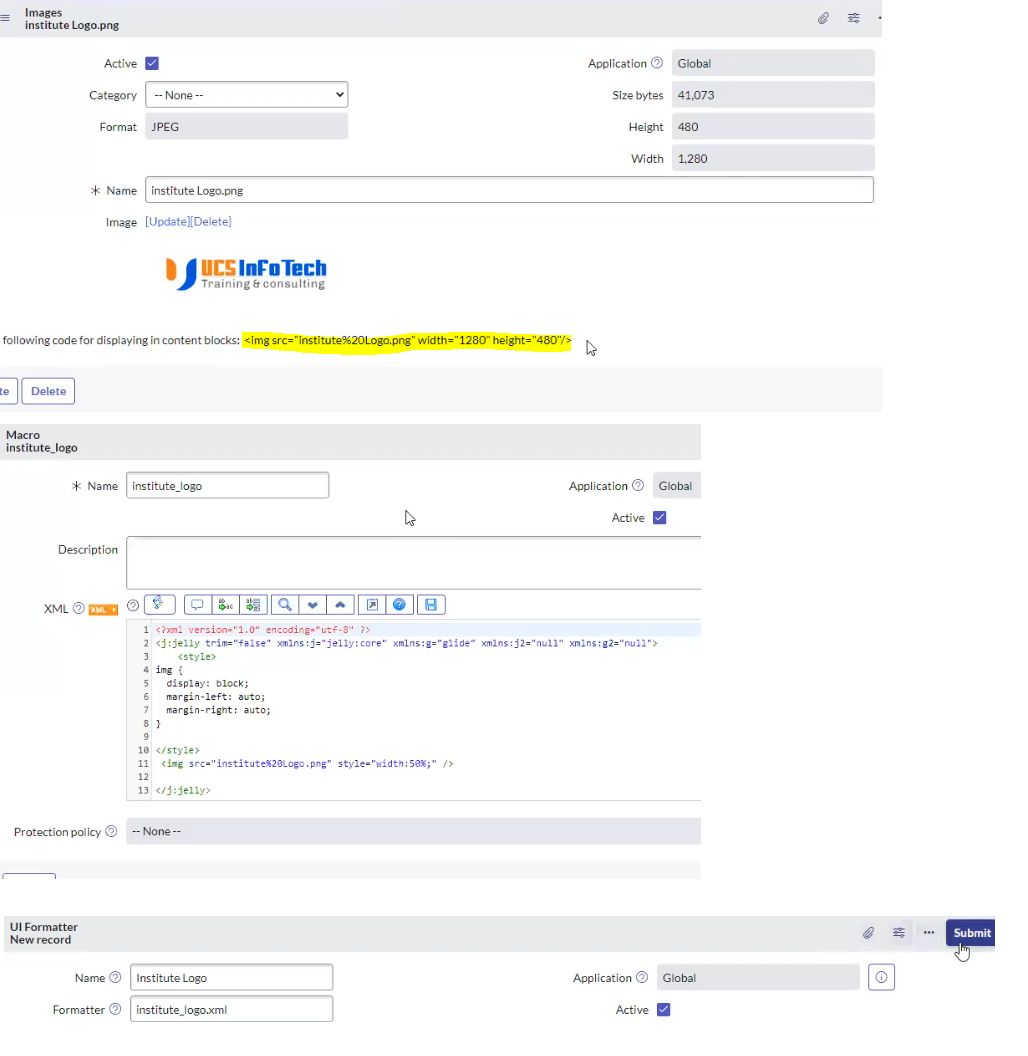 Images
institute Logo.png
Active
Application
Global
Category
-- None --
Size bytes
41,073
Format
JPEG
Height
480
Width
1,280
Name
institute Logo.png
Image
[Update][Delete]
UCS InFo Tech
Training & consulting
following code for displaying in content blocks: <img src="institute%20Logo.png" width="1280" height="480"/>
te
Delete
Macro
institute_logo
Name
institute_logo
Application
Global
Active
Description
XML
XML
1 <?xml version="1.0" encoding="utf-8" ?>
2 <j:jelly trim="false" xmlns:j="jelly:core" xmlns:g="glide" xmlns:j2="null" xmlns:g2="null">
3 <style>
4 img {
5 display: block;
6 margin-left: auto;
7 margin-right: auto;
8 }
9
10 </style>
11 <img src="institute%20Logo.png" style="width:50%;" />
12
13 </j:jelly>
Protection policy
-- None --
UI Formatter
New record
Submit
Name
Institute Logo
Application
Global
Formatter
institute_logo.xml
Active